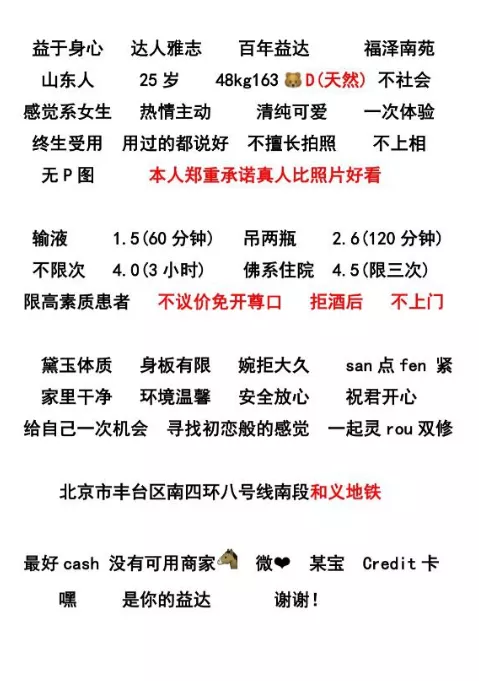 益于身心 达人雅志 百年益达 福泽南苑
山东人 25岁 48kg163🐻D(天然) 不社会
感觉系女生 热情主动 清纯可爱 一次体验
终生受用 用过的都说好 不擅长拍照 不上相
无P图 本人郑重承诺真人比照片好看
输液 1.5(60分钟) 吊两瓶 2.6(120分钟)
不限次 4.0(3小时) 佛系住院 4.5(限三次)
限高素质患者 不议价免开尊口 拒酒后 不上门
黛玉体质 身板有限 婉拒大久 san点fen 紧
家里干净 环境温馨 安全放心 祝君开心
给自己一次机会 寻找初恋般的感觉 一起灵rou双修
北京市丰台区南四环八号线南段和义地铁
最好cash 没有可用商家🐴 微❤ 某宝 Credit卡
嘿 是你的益达 谢谢!